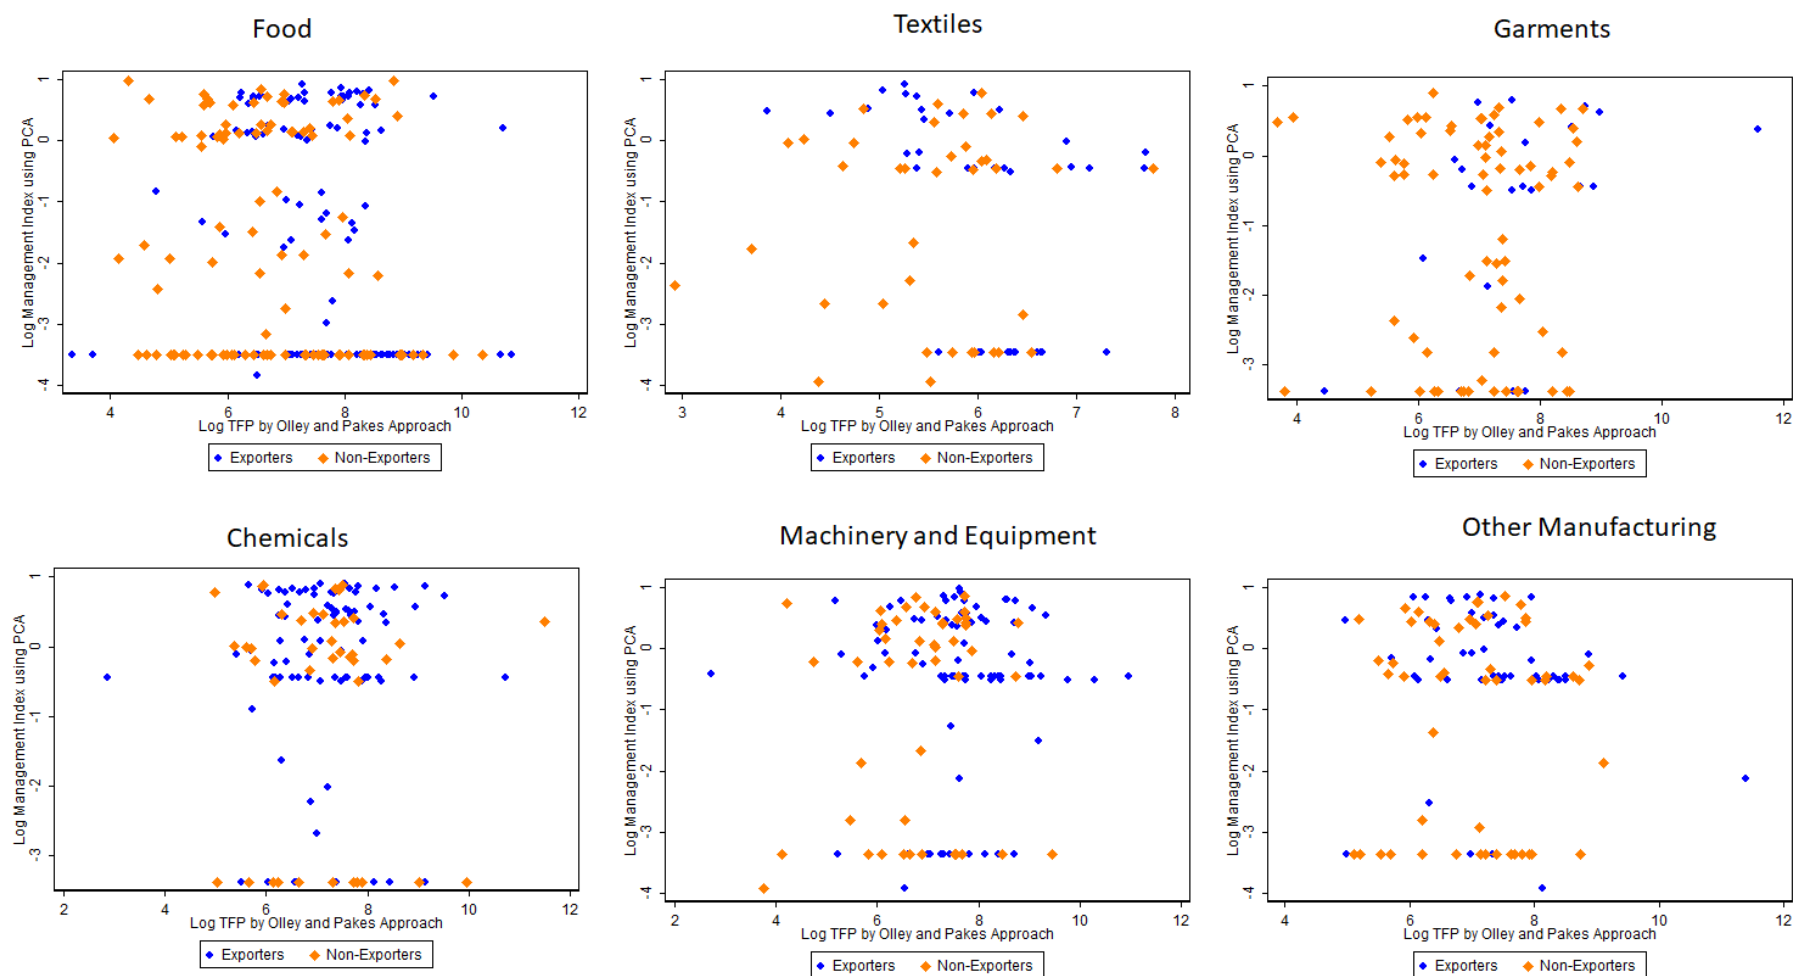 Food
Log Management Index using PCA
1
0
-1
-2
-3
-4
4 6 8 10 12
Log TFP by Olley and Pakes Approach
Exporters Non-Exporters
Textiles
Log Management Index using PCA
1
0
-1
-2
-3
-4
3 4 5 6 7 8
Log TFP by Olley and Pakes Approach
Exporters Non-Exporters
Garments
Log Management Index using PCA
1
0
-1
-2
-3
4 6 8 10 12
Log TFP by Olley and Pakes Approach
Exporters Non-Exporters
Chemicals
Log Management Index using PCA
1
0
-1
-2
-3
2 4 6 8 10 12
Log TFP by Olley and Pakes Approach
Exporters Non-Exporters
Machinery and Equipment
Log Management Index using PCA
1
0
-1
-2
-3
-4
2 4 6 8 10 12
Log TFP by Olley and Pakes Approach
Exporters Non-Exporters
Other Manufacturing
Log Management Index using PCA
1
0
-1
-2
-3
-4
4 6 8 10 12
Log TFP by Olley and Pakes Approach
Exporters Non-Exporters